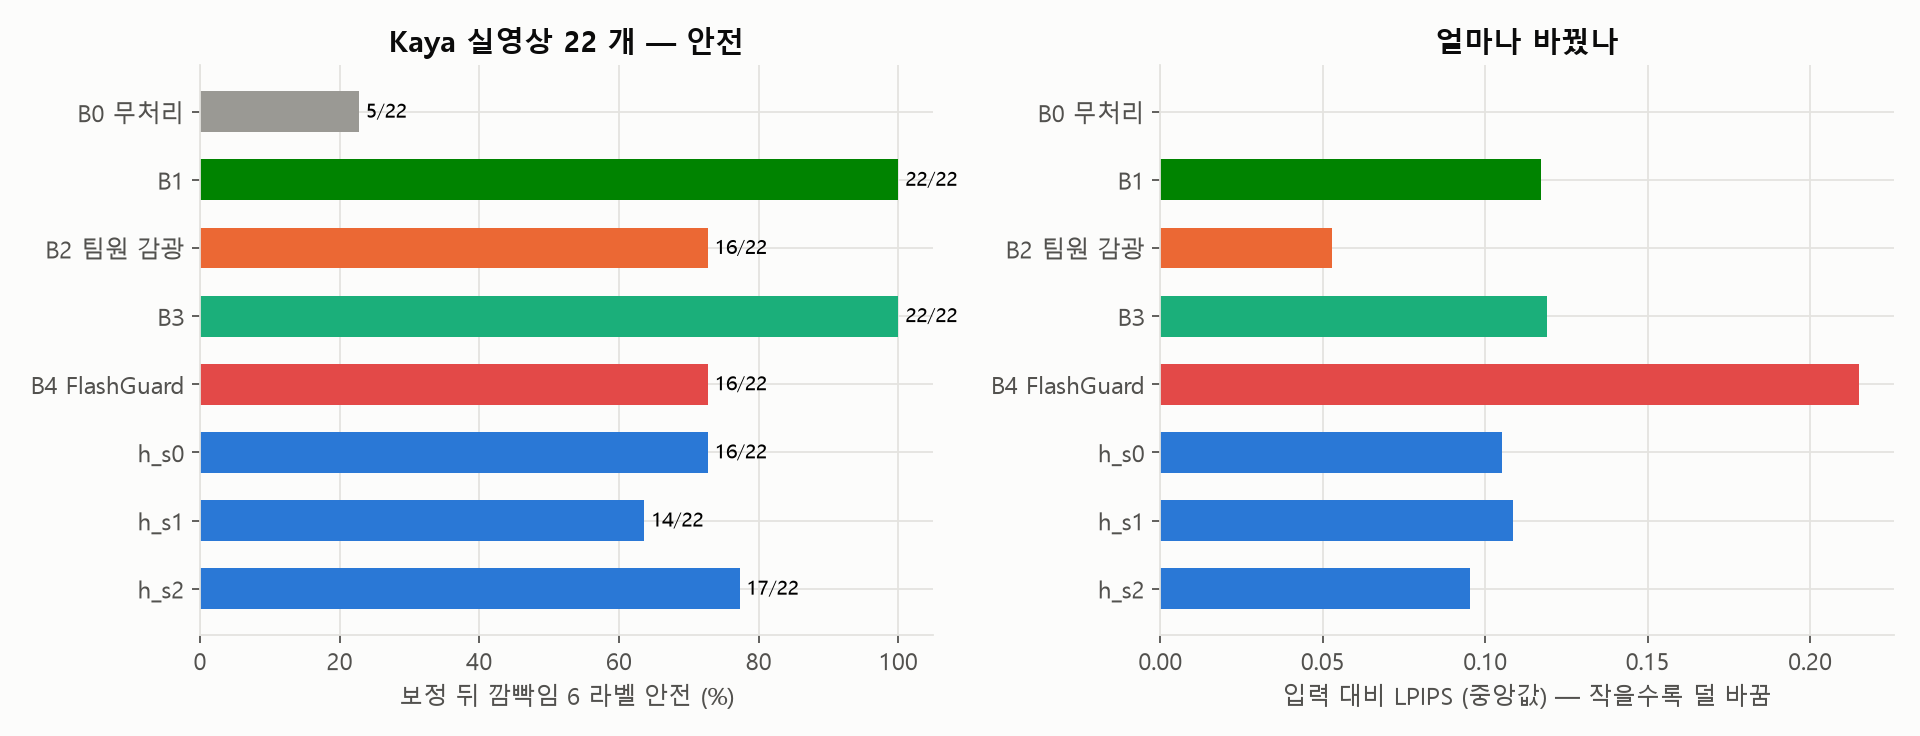 Kaya 실영상 22 개 — 안전
B0 무처리
5/22
B1
22/22
B2 팀원 감광
16/22
B3
22/22
B4 FlashGuard
16/22
h_s0
16/22
h_s1
14/22
h_s2
17/22
0 20 40 60 80 100
보정 뒤 깜빡임 6 라벨 안전 (%)
얼마나 바꿨나
B0 무처리
B1
B2 팀원 감광
B3
B4 FlashGuard
h_s0
h_s1
h_s2
0.00 0.05 0.10 0.15 0.20
입력 대비 LPIPS (중앙값) — 작을수록 덜 바꿈